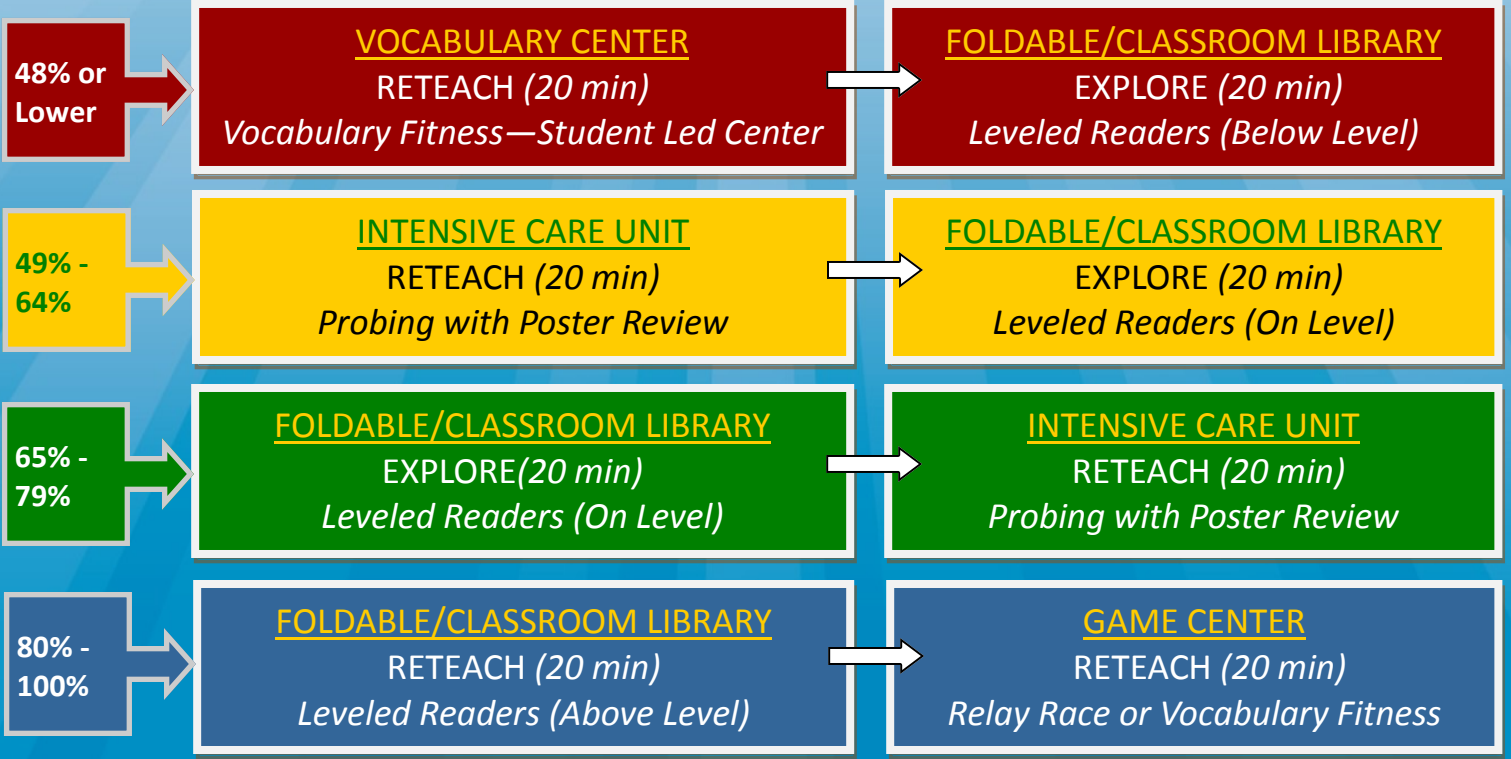 48% or
Lower
VOCABULARY CENTER
RETEACH (20 min)
Vocabulary Fitness—Student Led Center
FOLDABLE/CLASSROOM LIBRARY
EXPLORE (20 min)
Leveled Readers (Below Level)
49% -
64%
INTENSIVE CARE UNIT
RETEACH (20 min)
Probing with Poster Review
FOLDABLE/CLASSROOM LIBRARY
EXPLORE (20 min)
Leveled Readers (On Level)
65% -
79%
FOLDABLE/CLASSROOM LIBRARY
EXPLORE(20 min)
Leveled Readers (On Level)
INTENSIVE CARE UNIT
RETEACH (20 min)
Probing with Poster Review
80% -
100%
FOLDABLE/CLASSROOM LIBRARY
RETEACH (20 min)
Leveled Readers (Above Level)
GAME CENTER
RETEACH (20 min)
Relay Race or Vocabulary Fitness